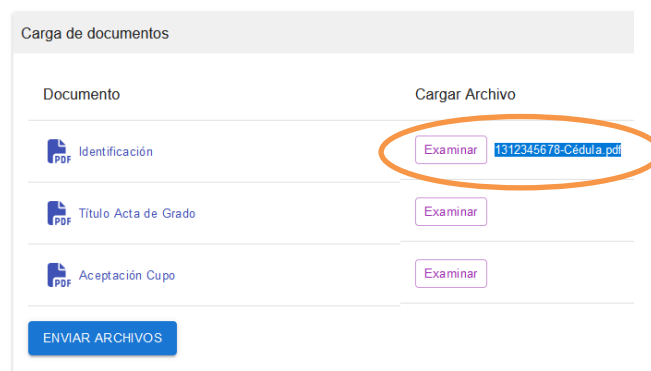 Carga de documentos
Documento Cargar Archivo
PDF Identificación Examinar 1312345678-Cédula.pdf
PDF Título Acta de Grado Examinar
PDF Aceptación Cupo Examinar
ENVIAR ARCHIVOS